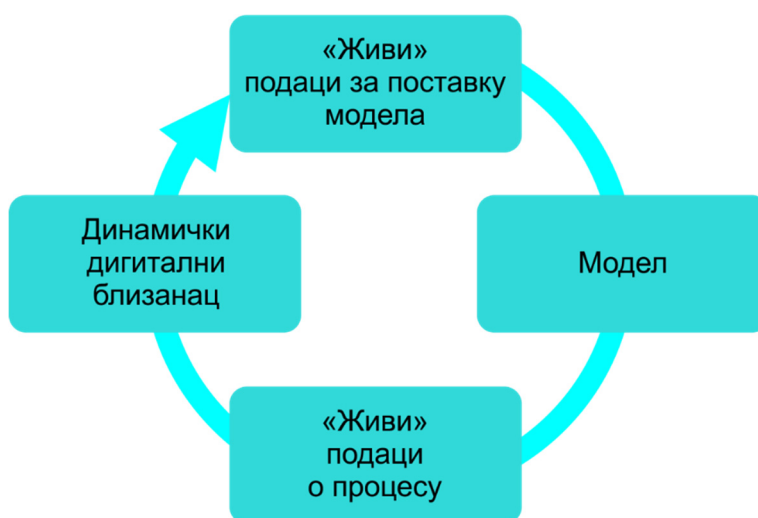 «Живи»
подаци за поставку
модела
Динамички
дигитални
близанац
Модел
«Живи»
подаци
о процесу